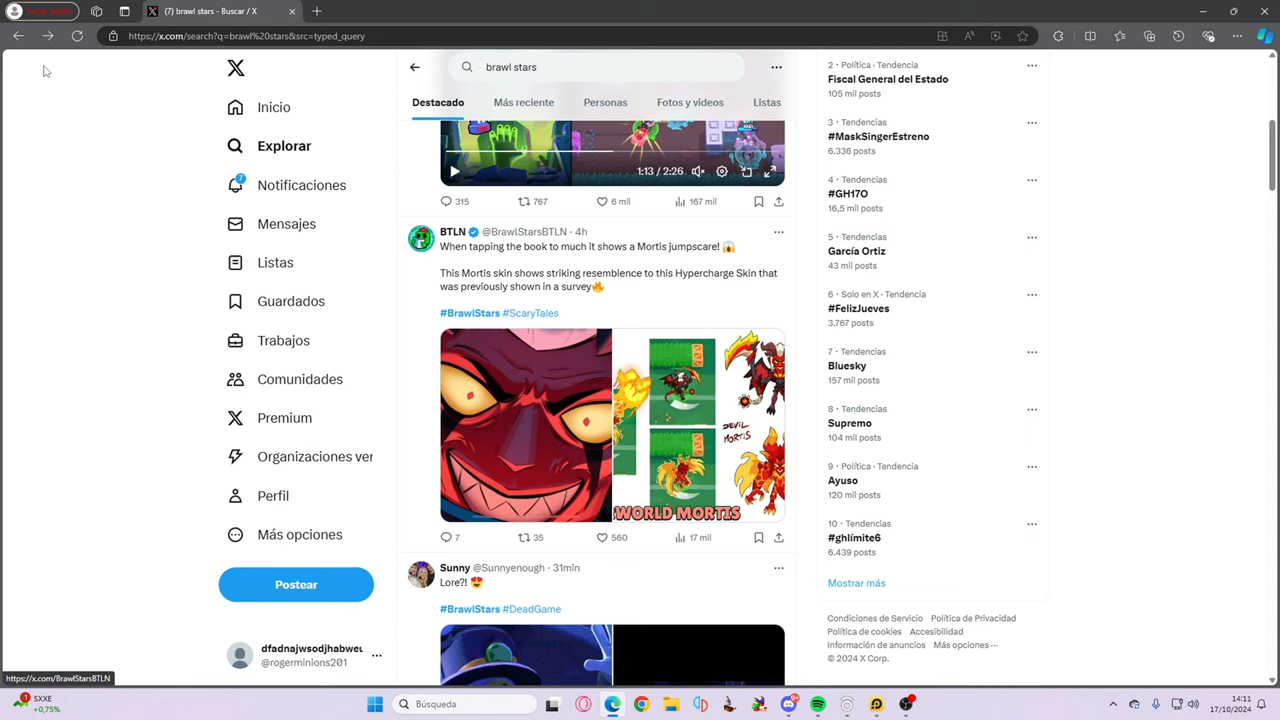 (7) brawl stars - Buscar / X
https://x.com/search?q=brawl%20stars&src=typed_query
Inicio
Explorar
7
Notificaciones
Mensajes
Listas
Guardados
Trabajos
Comunidades
Premium
Organizaciones ver
Perfil
Más opciones
Postear
dfadnajwsodjhabweu
@rogerminions201
brawl stars
Destacado
Más reciente
Personas
Fotos y videos
Listas
1:13 / 2:26
315
767
6 mil
167 mil
BTLN @BrawlStarsBTLN · 4h
When tapping the book to much it shows a Mortis jumpscare! 😱
This Mortis skin shows striking resemblence to this Hypercharge Skin that
was previously shown in a survey🔥
#BrawlStars #ScaryTales
DEVIL
MORTIS
WORLD MORTIS
7
35
560
17 mil
Sunny @Sunnyenough · 31min
Lore?! 😍
#BrawlStars #DeadGame
2 · Política · Tendencia
Fiscal General del Estado
105 mil posts
3 · Tendencias
#MaskSingerEstreno
6.336 posts
4 · Tendencias
#GH17O
16,5 mil posts
5 · Tendencias
García Ortiz
43 mil posts
6 · Solo en X · Tendencia
#FelizJueves
3.767 posts
7 · Tendencias
Bluesky
157 mil posts
8 · Tendencias
Supremo
104 mil posts
9 · Política · Tendencia
Ayuso
120 mil posts
10 · Tendencias
#ghlímite6
6.439 posts
Mostrar más
Condiciones de Servicio Política de Privacidad
Política de cookies Accesibilidad
Información de anuncios Más opciones ···
© 2024 X Corp.
https://x.com/BrawlStarsBTLN
1
SXXE
+0,75%
Búsqueda
14:11
17/10/2024